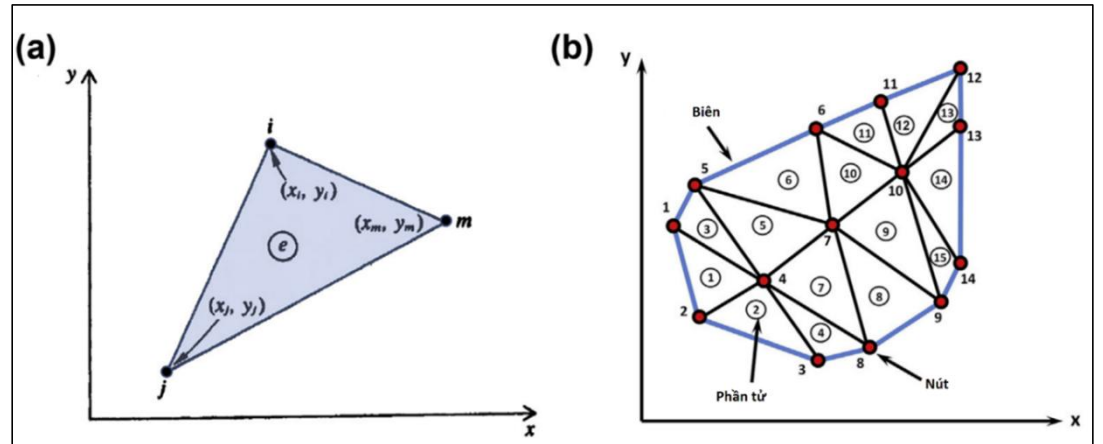 (a)
y
i
(xᵢ, yᵢ)
(xₘ, yₘ)
m
e
(xⱼ, yⱼ)
j
x
(b)
y
12
11
Biên
6
13
12
11
13
5
10
6
10
14
1
3
5
7
9
15
14
1
4
7
8
9
2
2
4
3
8
Phần tử
Nút
x